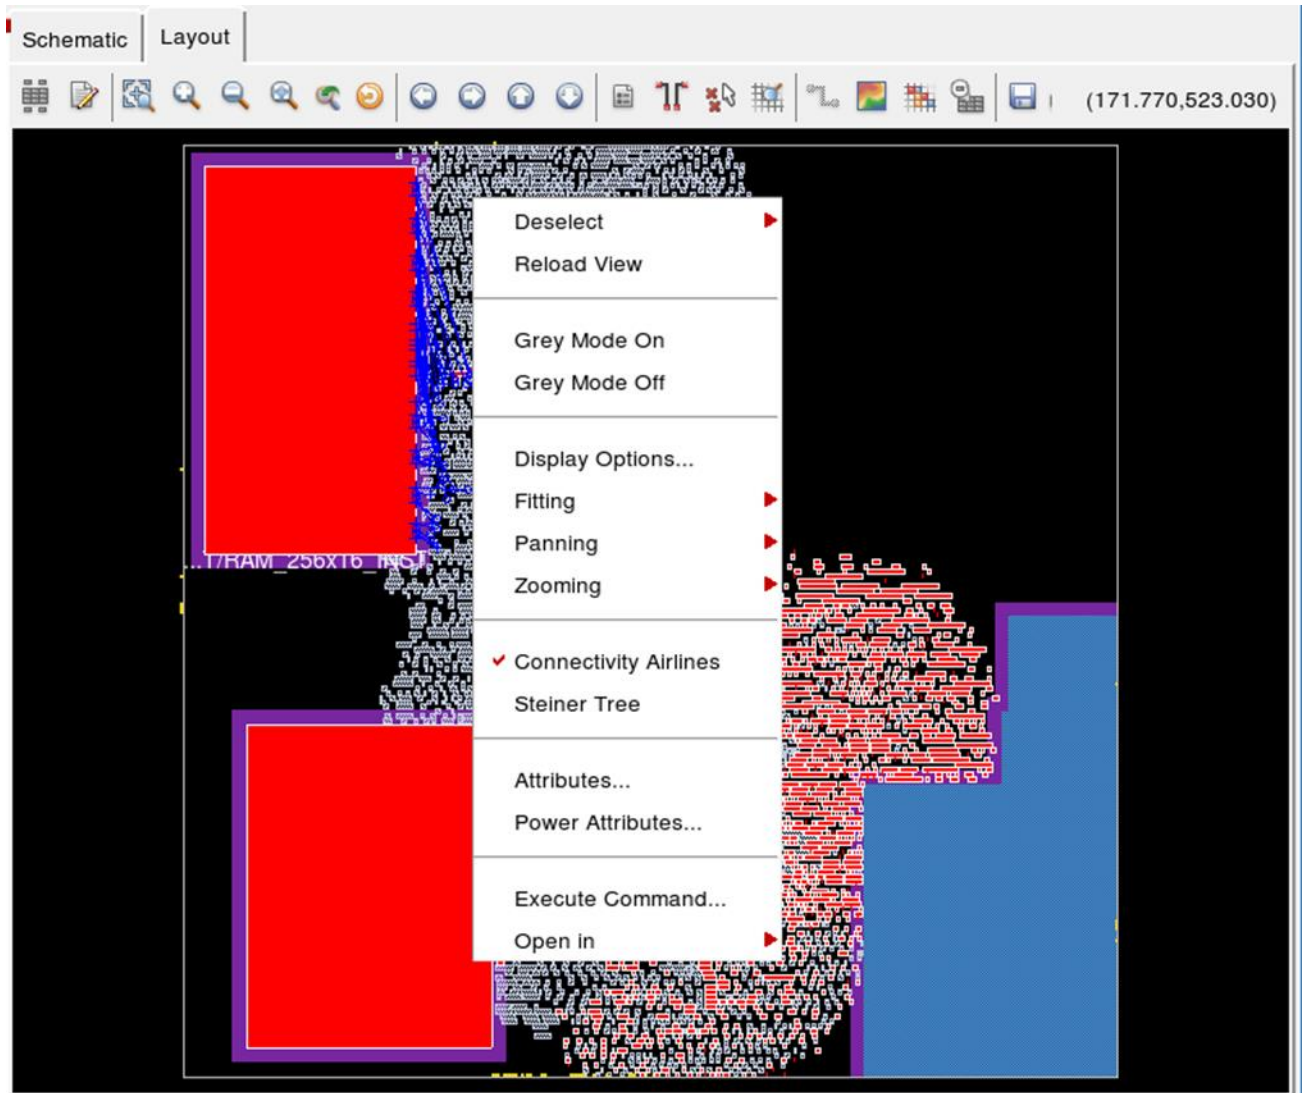 Schematic
Layout
(171.770,523.030)
Deselect
Reload View
Grey Mode On
Grey Mode Off
Display Options...
Fitting
Panning
Zooming
Connectivity Airlines
Steiner Tree
Attributes...
Power Attributes...
Execute Command...
Open in
...T/RAM_256x16_INST